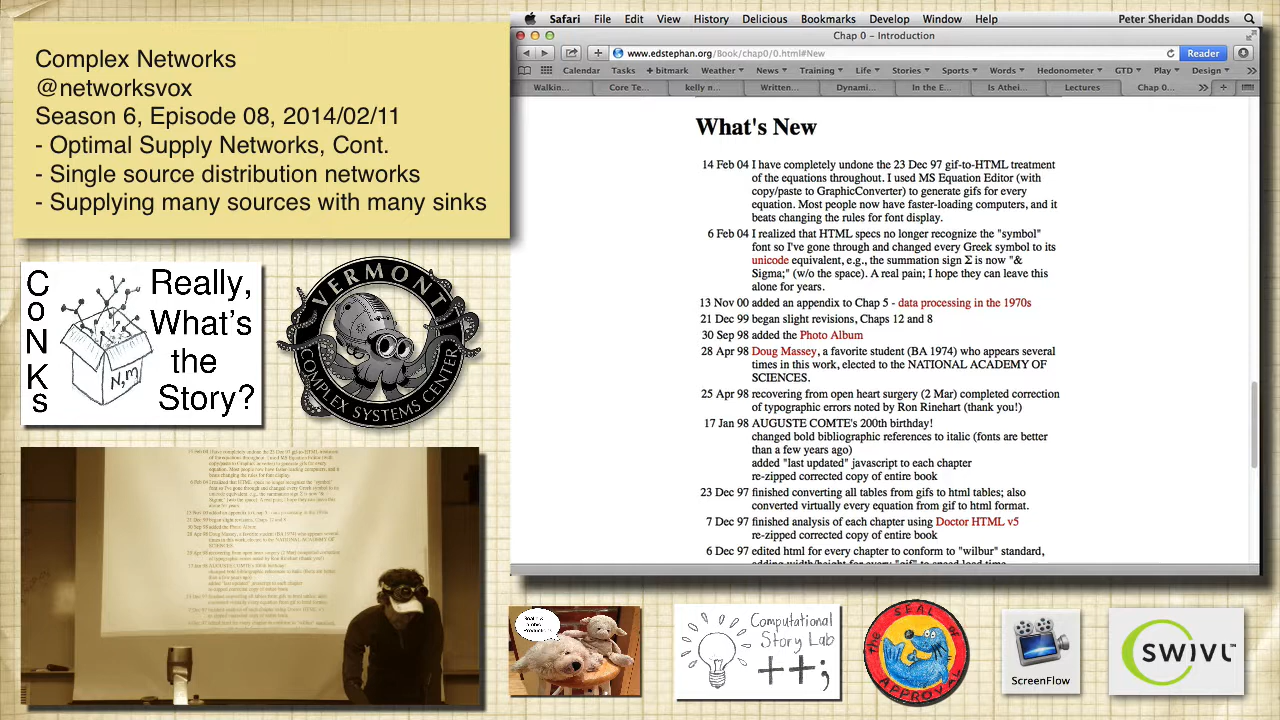 Complex Networks
@networksvox
Season 6, Episode 08, 2014/02/11
- Optimal Supply Networks, Cont.
- Single source distribution networks
- Supplying many sources with many sinks
CoNKs
Really,
What's
the
Story?
N,m
VERMONT
COMPLEX SYSTEMS CENTER
Safari File Edit View History Delicious Bookmarks Develop Window Help Peter Sheridan Dodds
Chap 0 – Introduction
www.edstephan.org/Book/chap0/0.html#New Reader
Calendar Tasks +bitmark Weather News Training Life Stories Sports Words Hedonometer GTD Play Design
Walkin... Core Te... kelly n... Written... Dynami... In the E... Is Athei... Lectures Chap 0...
What's New
14 Feb 04 I have completely undone the 23 Dec 97 gif-to-HTML treatment
of the equations throughout. I used MS Equation Editor (with
copy/paste to GraphicConverter) to generate gifs for every
equation. Most people now have faster-loading computers, and it
beats changing the rules for font display.
6 Feb 04 I realized that HTML specs no longer recognize the "symbol"
font so I've gone through and changed every Greek symbol to its
unicode equivalent, e.g., the summation sign Σ is now "&
Sigma;" (w/o the space). A real pain; I hope they can leave this
alone for years.
13 Nov 00 added an appendix to Chap 5 - data processing in the 1970s
21 Dec 99 began slight revisions, Chaps 12 and 8
30 Sep 98 added the Photo Album
28 Apr 98 Doug Massey, a favorite student (BA 1974) who appears several
times in this work, elected to the NATIONAL ACADEMY OF
SCIENCES.
25 Apr 98 recovering from open heart surgery (2 Mar) completed correction
of typographic errors noted by Ron Rinehart (thank you!)
17 Jan 98 AUGUSTE COMTE's 200th birthday!
changed bold bibliographic references to italic (fonts are better
than a few years ago)
added "last updated" javascript to each chapter
re-zipped corrected copy of entire book
23 Dec 97 finished converting all tables from gifs to html tables; also
converted virtually every equation from gif to html format.
7 Dec 97 finished analysis of each chapter using Doctor HTML v5
re-zipped corrected copy of entire book
6 Dec 97 edited html for every chapter to conform to "wilbur" standard,
Computational
Story Lab
++;
THE SEAL OF APPROVAL
ScreenFlow
SWIVL™